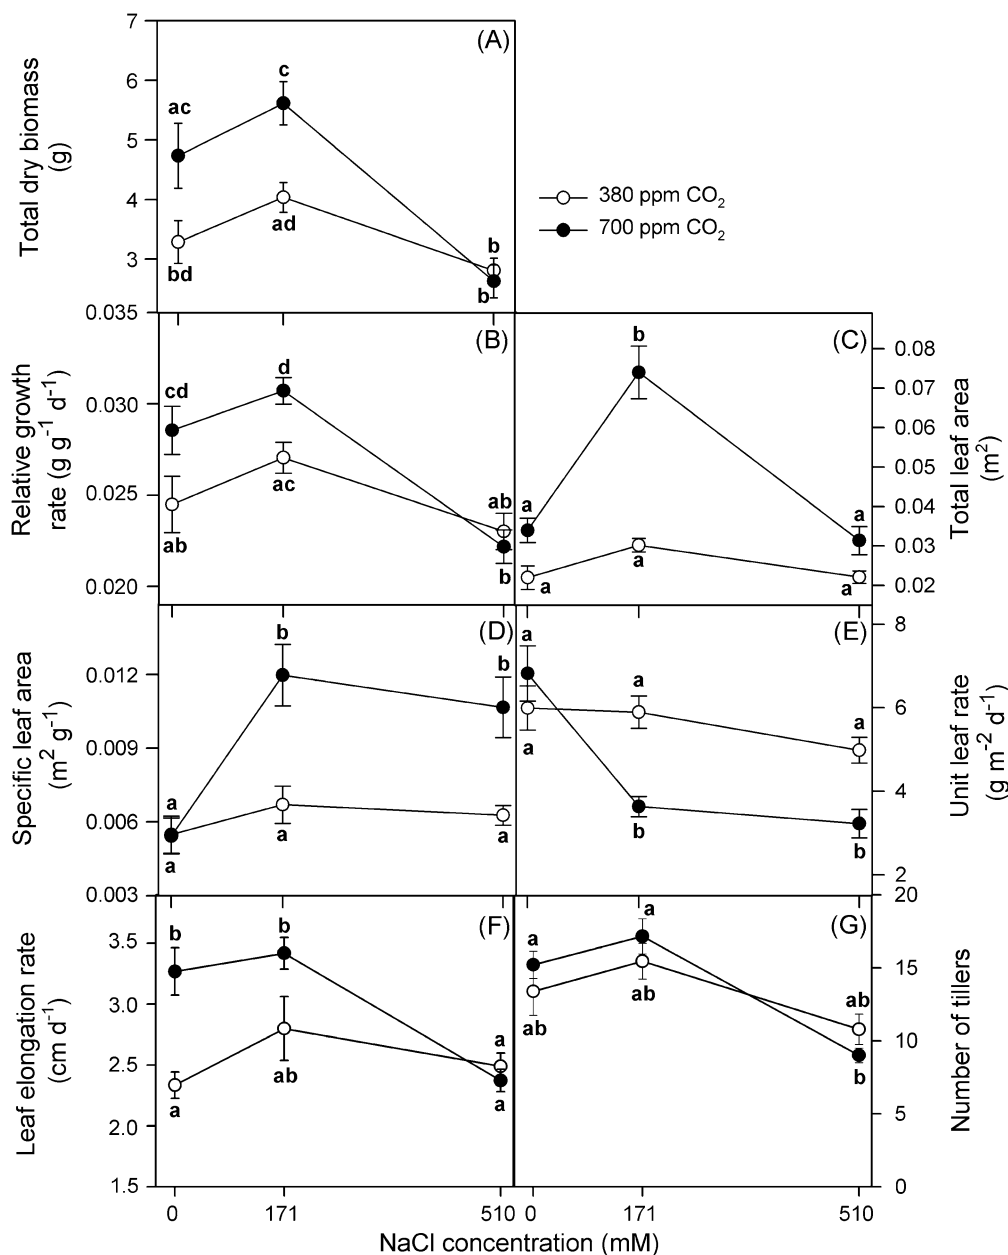 (A)
7
6
5
4
3
Total dry biomass
(g)
ac
c
bd
ad
b
b
380 ppm CO2
700 ppm CO2
(B)
0.035
0.030
0.025
0.020
Relative growth
rate (g g-1 d-1)
cd
d
ab
ac
ab
b
(C)
0.08
0.07
0.06
0.05
0.04
0.03
0.02
Total leaf area
(m2)
a
b
a
a
a
a
(D)
0.012
0.009
0.006
0.003
Specific leaf area
(m2 g-1)
a
b
b
a
a
a
(E)
8
6
4
2
Unit leaf rate
(g m-2 d-1)
a
a
a
a
b
b
(F)
3.5
3.0
2.5
2.0
1.5
Leaf elongation rate
(cm d-1)
b
b
a
a
ab
a
(G)
20
15
10
5
0
Number of tillers
a
a
ab
ab
ab
b
0 171 510 0 171 510
NaCl concentration (mM)